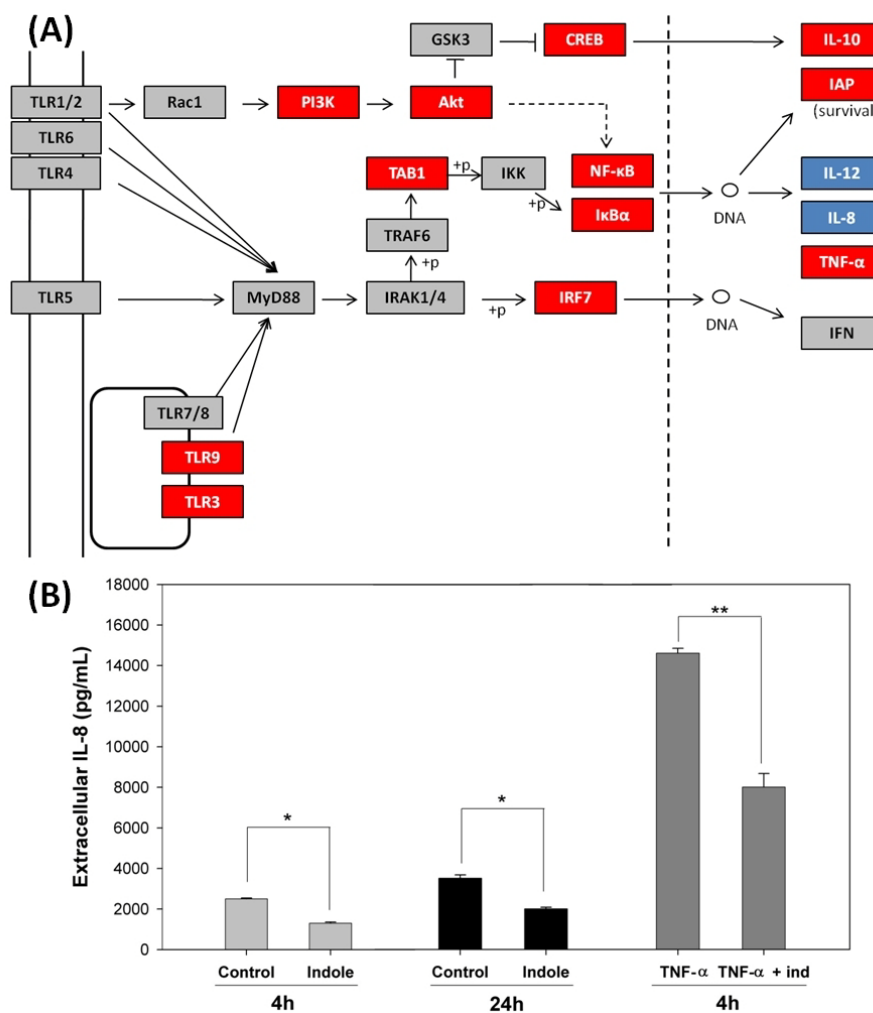 (A)
GSK3
CREB
IL-10
TLR1/2
Rac1
PI3K
Akt
IAP
(survival
TLR6
TLR4
TAB1
+p
IKK
NF-κB
IL-12
+p
IκBα
DNA
IL-8
TRAF6
+p
TNF-α
TLR5
MyD88
IRAK1/4
+p
IRF7
DNA
IFN
TLR7/8
TLR9
TLR3
(B)
Extracellular IL-8 (pg/mL)
18000
16000
14000
12000
10000
8000
6000
4000
2000
0
*
*
**
Control Indole Control Indole TNF-α TNF-α + ind
4h 24h 4h